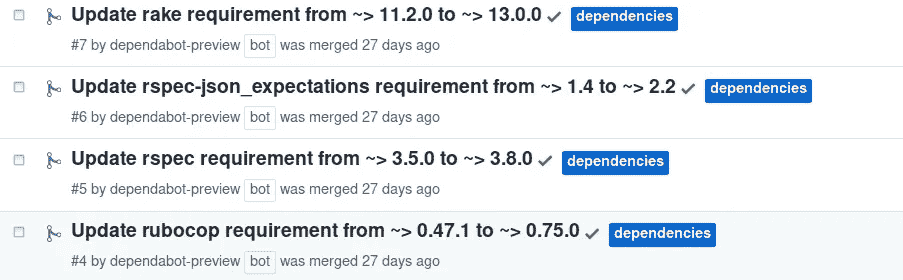 Update rake requirement from ~> 11.2.0 to ~> 13.0.0 dependencies
#7 by dependabot-preview bot was merged 27 days ago
Update rspec-json_expectations requirement from ~> 1.4 to ~> 2.2 dependencies
#6 by dependabot-preview bot was merged 27 days ago
Update rspec requirement from ~> 3.5.0 to ~> 3.8.0 dependencies
#5 by dependabot-preview bot was merged 27 days ago
Update rubocop requirement from ~> 0.47.1 to ~> 0.75.0 dependencies
#4 by dependabot-preview bot was merged 27 days ago